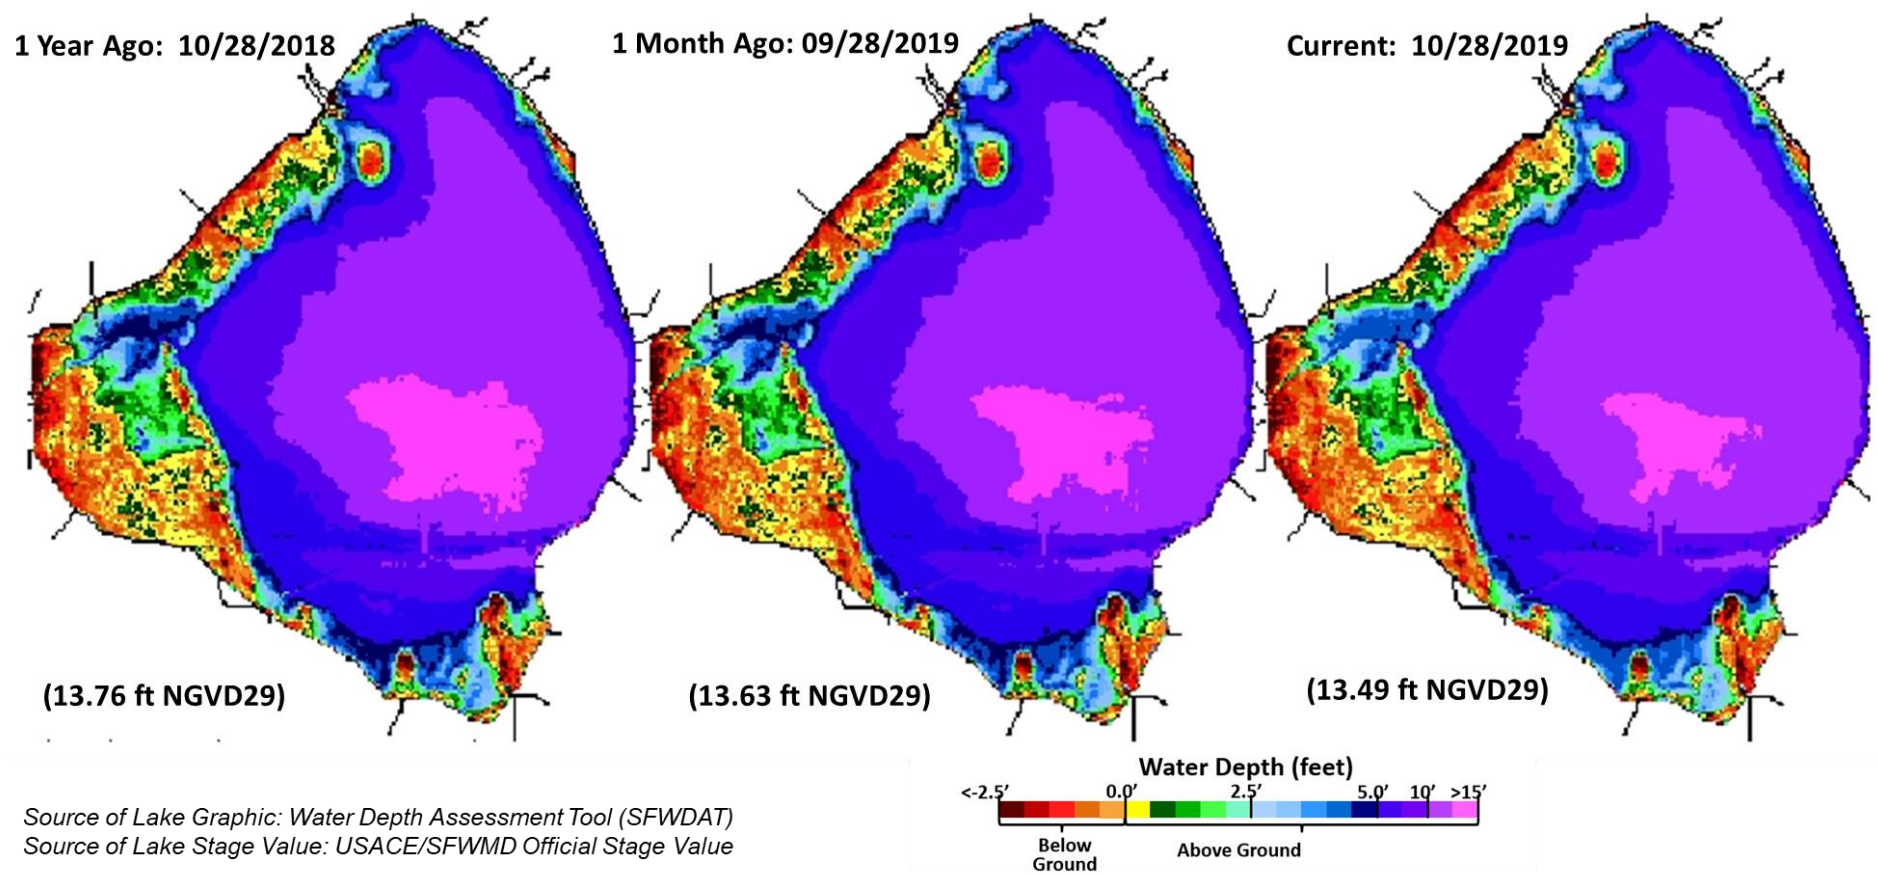 1 Year Ago:  10/28/2018
1 Month Ago: 09/28/2019
Current:  10/28/2019
(13.76 ft NGVD29)
(13.63 ft NGVD29)
(13.49 ft NGVD29)
Water Depth (feet)
<-2.5' 0.0' 2.5' 5.0' 10' >15'
Below
Ground
Above Ground
Source of Lake Graphic: Water Depth Assessment Tool (SFWDAT)
Source of Lake Stage Value: USACE/SFWMD Official Stage Value